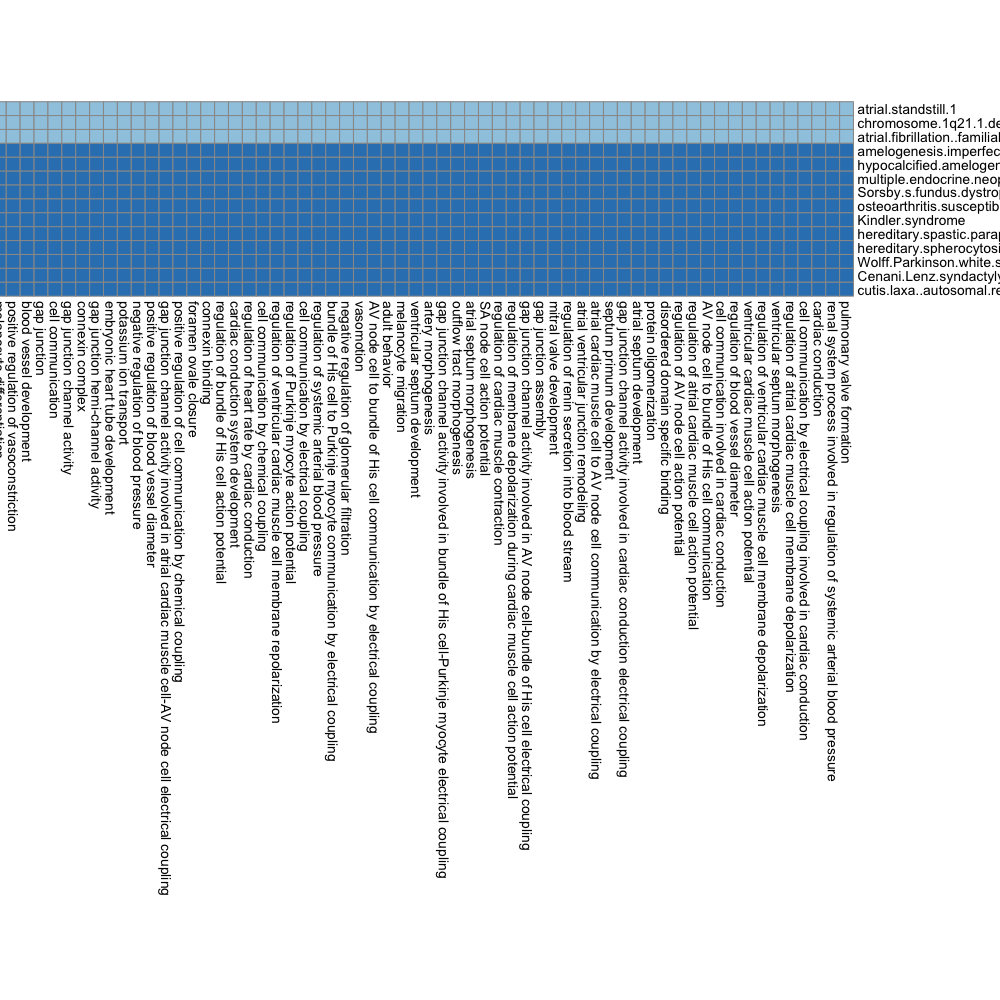 atrial.standstill.1
chromosome.1q21.1.de
atrial.fibrillation..familial
amelogenesis.imperfec
hypocalcified.amelogen
multiple.endocrine.neop
Sorsby.s.fundus.dystrop
osteoarthritis.susceptib
Kindler.syndrome
hereditary.spastic.parap
hereditary.spherocytosi
Wolff.Parkinson.white.s
Cenani.Lenz.syndactyly
cutis.laxa..autosomal.re
melanocyte differentiation
positive regulation of vasoconstriction
blood vessel development
gap junction
cell communication
gap junction channel activity
connexin complex
gap junction hemi-channel activity
embryonic heart tube development
potassium ion transport
negative regulation of blood pressure
positive regulation of blood vessel diameter
gap junction channel activity involved in atrial cardiac muscle cell-AV node cell electrical coupling
positive regulation of cell communication by chemical coupling
foramen ovale closure
connexin binding
regulation of bundle of His cell action potential
cardiac conduction system development
regulation of heart rate by cardiac conduction
cell communication by chemical coupling
regulation of ventricular cardiac muscle cell membrane repolarization
regulation of Purkinje myocyte action potential
cell communication by electrical coupling
regulation of systemic arterial blood pressure
bundle of His cell to Purkinje myocyte communication by electrical coupling
negative regulation of glomerular filtration
vasomotion
AV node cell to bundle of His cell communication by electrical coupling
adult behavior
melanocyte migration
ventricular septum development
artery morphogenesis
gap junction channel activity involved in bundle of His cell-Purkinje myocyte electrical coupling
outflow tract morphogenesis
atrial septum morphogenesis
SA node cell action potential
regulation of cardiac muscle contraction
regulation of membrane depolarization during cardiac muscle cell action potential
gap junction channel activity involved in AV node cell-bundle of His cell electrical coupling
gap junction assembly
mitral valve development
regulation of renin secretion into blood stream
atrial ventricular junction remodeling
atrial cardiac muscle cell to AV node cell communication by electrical coupling
septum primum development
gap junction channel activity involved in cardiac conduction electrical coupling
atrial septum development
protein oligomerization
disordered domain specific binding
regulation of AV node cell action potential
regulation of atrial cardiac muscle cell action potential
AV node cell to bundle of His cell communication
cell communication involved in cardiac conduction
regulation of blood vessel diameter
ventricular cardiac muscle cell action potential
regulation of ventricular cardiac muscle cell membrane depolarization
ventricular septum morphogenesis
regulation of atrial cardiac muscle cell membrane depolarization
cell communication by electrical coupling involved in cardiac conduction
cardiac conduction
renal system process involved in regulation of systemic arterial blood pressure
pulmonary valve formation